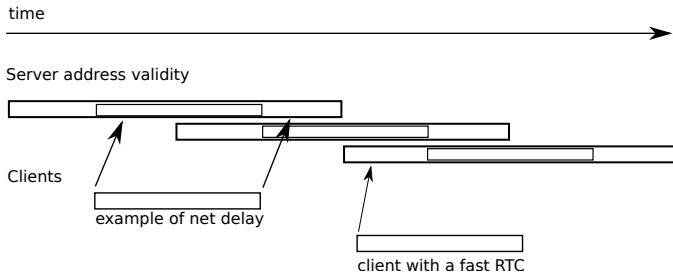 time
Server address validity
Clients
example of net delay
client with a fast RTC